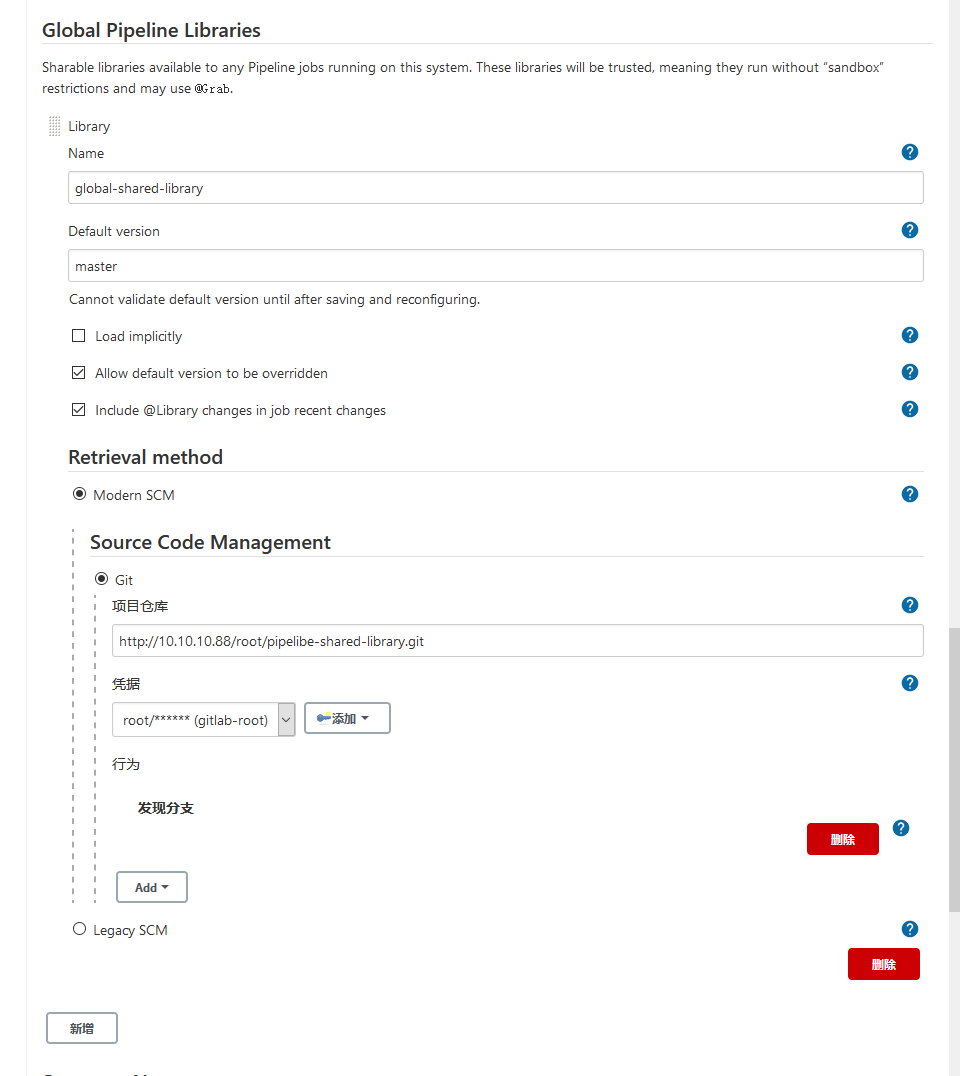 Global Pipeline Libraries
Sharable libraries available to any Pipeline jobs running on this system. These libraries will be trusted, meaning they run without “sandbox”
restrictions and may use @Grab.
Library
Name
global-shared-library
Default version
master
Cannot validate default version until after saving and reconfiguring.
Load implicitly
Allow default version to be overridden
Include @Library changes in job recent changes
Retrieval method
Modern SCM
Source Code Management
Git
项目仓库
http://10.10.10.88/root/pipelibe-shared-library.git
凭据
root/****** (gitlab-root)
添加
行为
发现分支
删除
Add
Legacy SCM
删除
新增